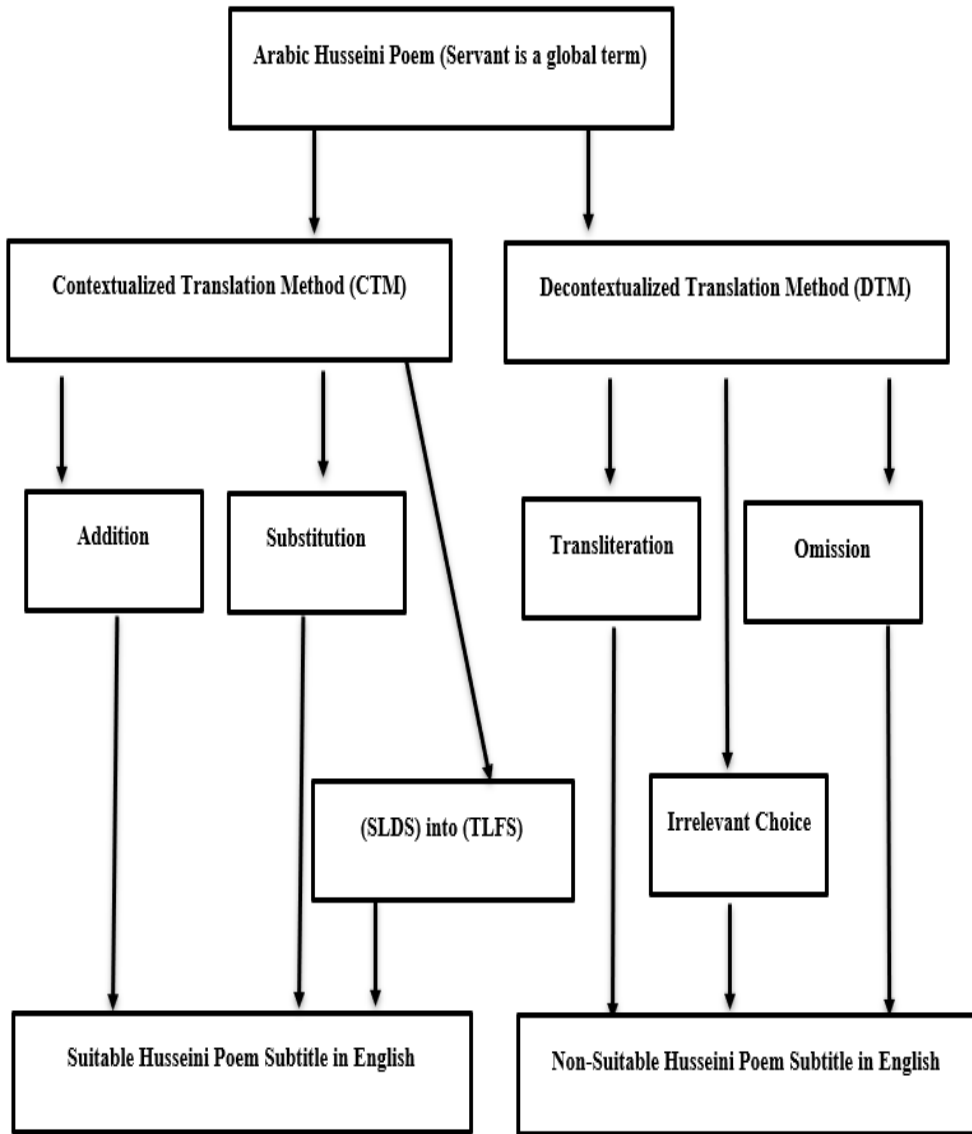 Arabic Husseini Poem (Servant is a global term)
Contextualized Translation Method (CTM)
Decontextualized Translation Method (DTM)
Addition
Substitution
Transliteration
Omission
(SLDS) into (TLFS)
Irrelevant Choice
Suitable Husseini Poem Subtitle in English
Non-Suitable Husseini Poem Subtitle in English